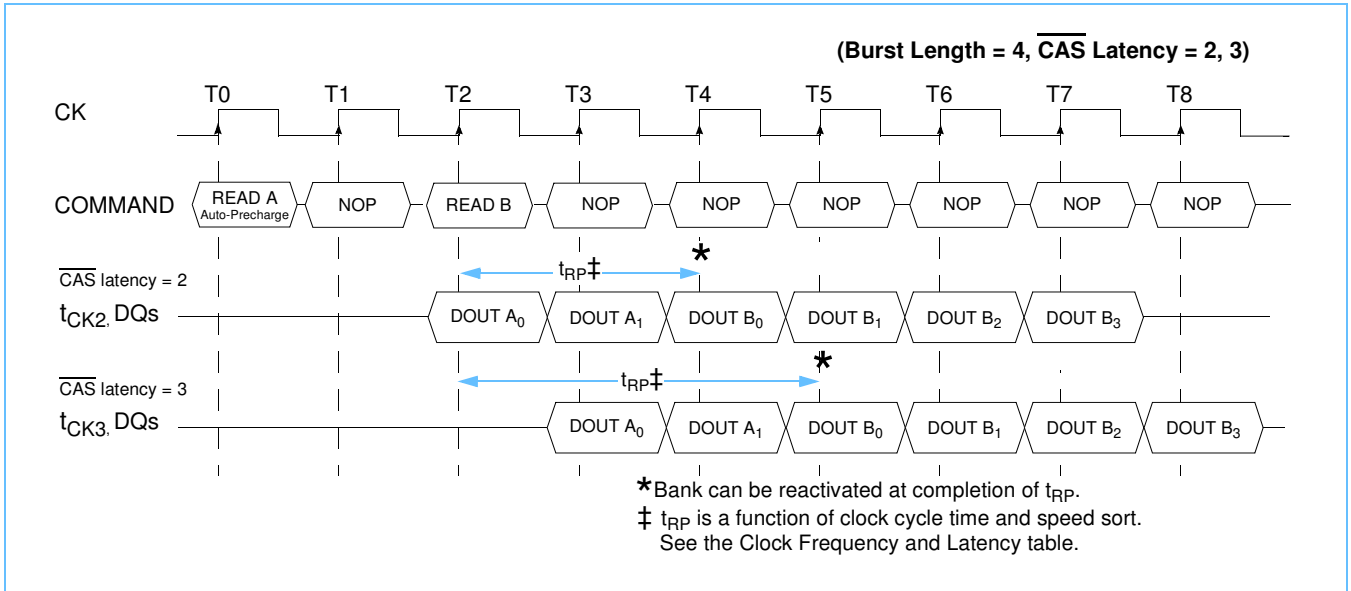 (Burst Length = 4, CAS Latency = 2, 3)
T0 T1 T2 T3 T4 T5 T6 T7 T8
CK
COMMAND
READ A
Auto-Precharge
NOP
READ B
NOP
NOP
NOP
NOP
NOP
NOP
*
tRP‡
CAS latency = 2
tCK2, DQs
DOUT A0
DOUT A1
DOUT B0
DOUT B1
DOUT B2
DOUT B3
*
tRP‡
CAS latency = 3
tCK3, DQs
DOUT A0
DOUT A1
DOUT B0
DOUT B1
DOUT B2
DOUT B3
*Bank can be reactivated at completion of tRP.
‡ tRP is a function of clock cycle time and speed sort.
See the Clock Frequency and Latency table.